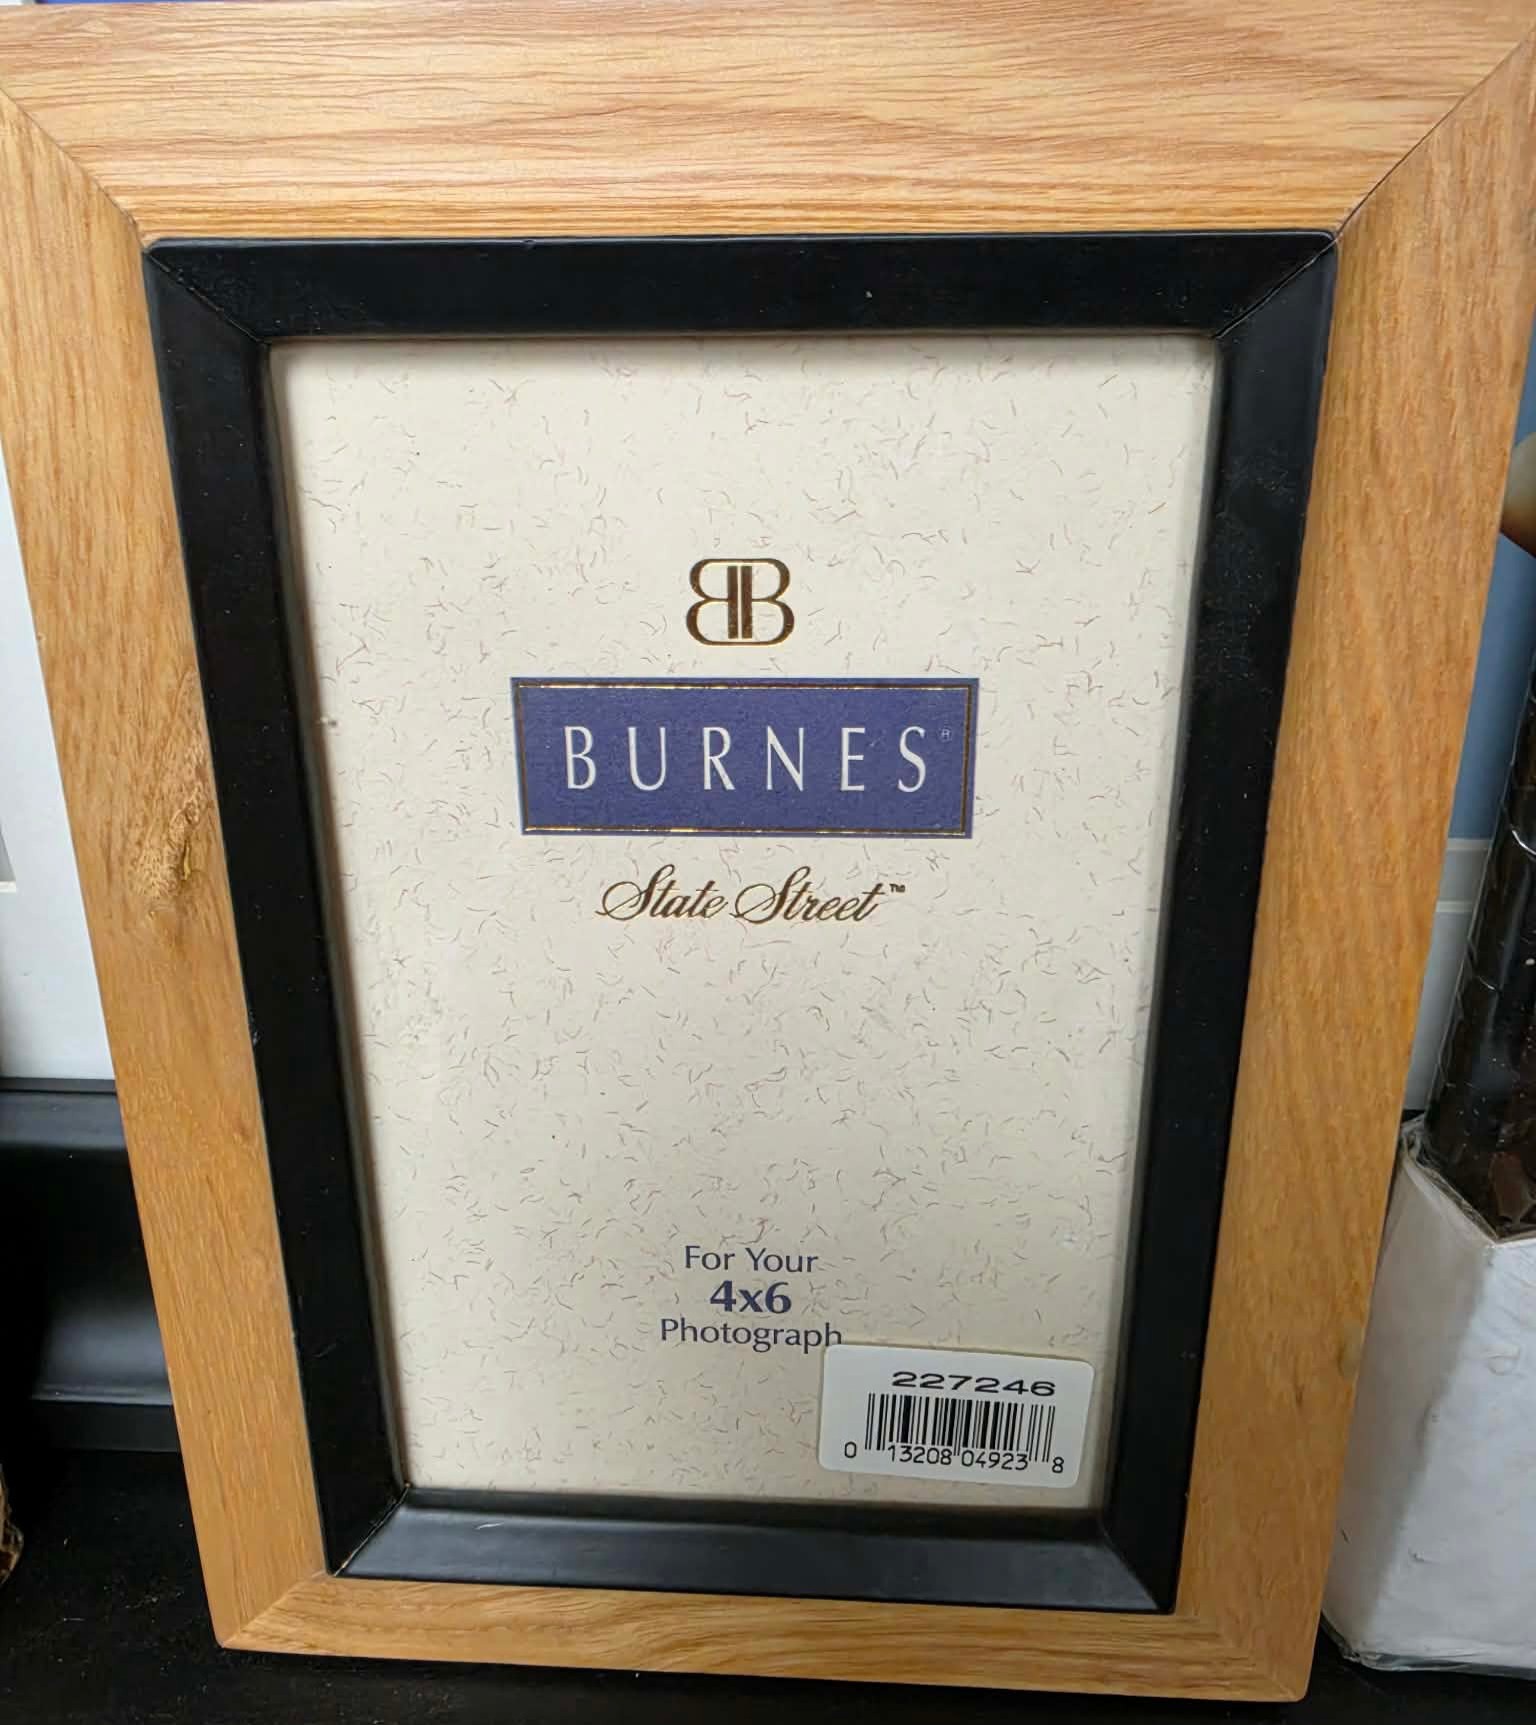 BB
BURNES®
State Street™
For Your
4x6
Photograph
227246
0 13208 04923 8